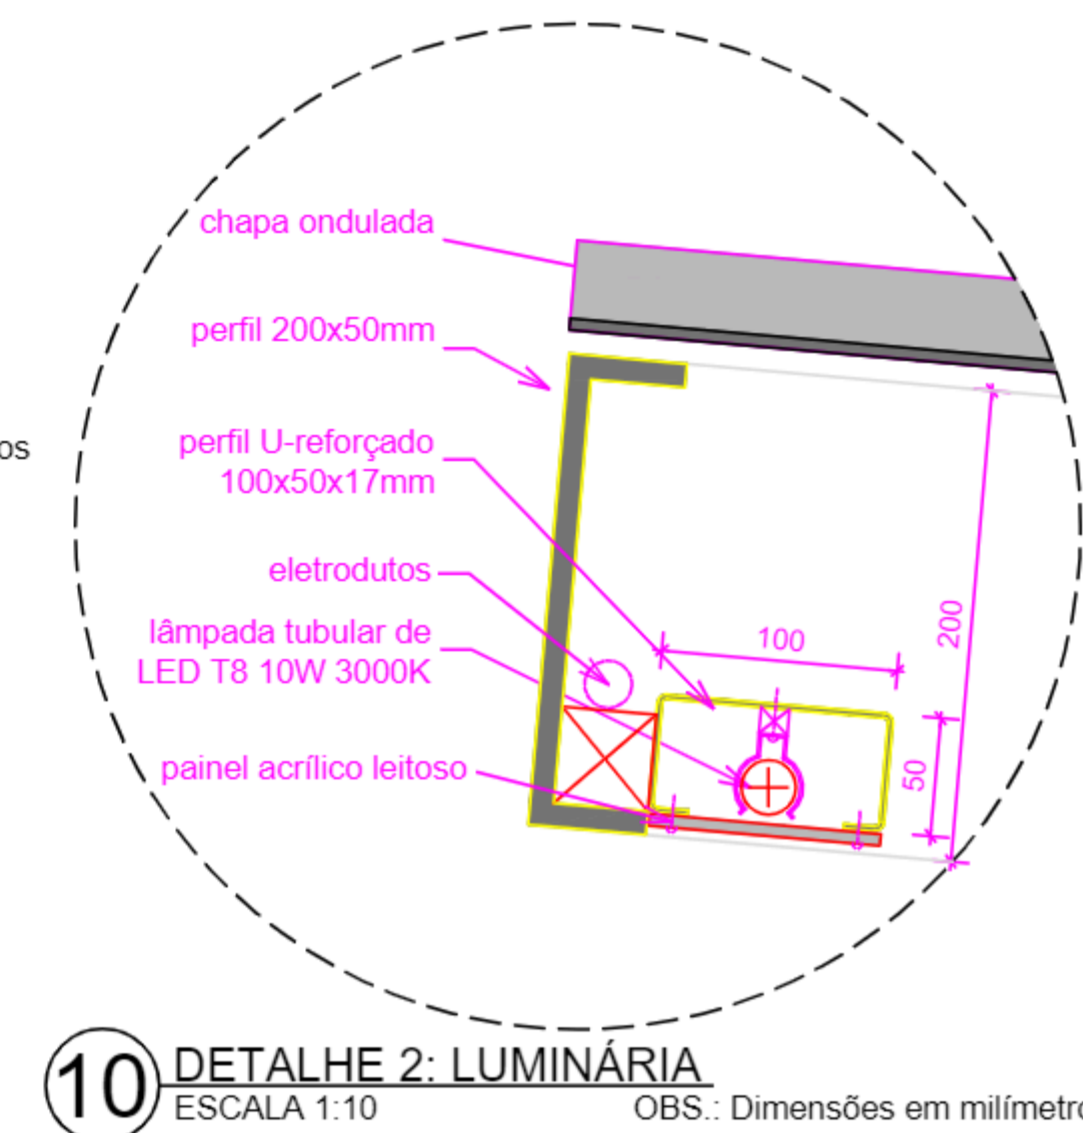 chapa ondulada
perfil 200x50mm
os
perfil U-reforçado
100x50x17mm
eletrodutos
lâmpada tubular de
LED T8 10W 3000K
painel acrílico leitoso
100
200
50
10
DETALHE 2: LUMINÁRIA
ESCALA 1:10
OBS.: Dimensões em milímetro